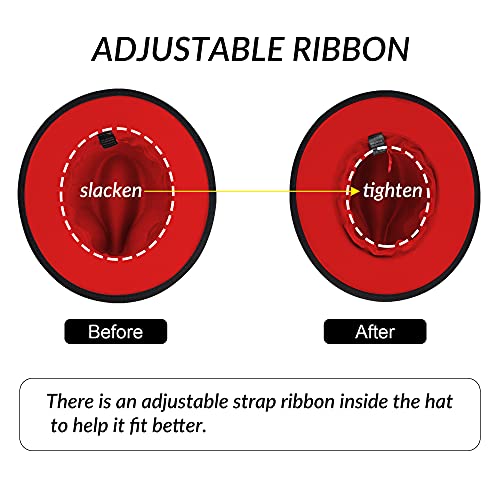 ADJUSTABLE RIBBON
slacken
tighten
Before
After
There is an adjustable strap ribbon inside the hat
to help it fit better.